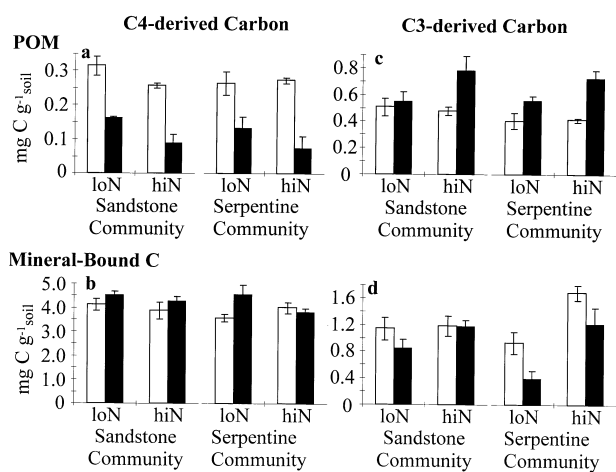 C4-derived Carbon
C3-derived Carbon
POM
a
mg C g-1soil
0.3
0.2
0.1
0
loN hiN loN hiN
Sandstone Serpentine
Community Community
c
0.8
0.6
0.4
0.2
0
loN hiN loN hiN
Sandstone Serpentine
Community Community
Mineral-Bound C
b
mg C g-1soil
5.0
4.0
3.0
2.0
1.0
0
loN hiN loN hiN
Sandstone Serpentine
Community Community
d
1.6
1.2
0.8
0.4
0
loN hiN loN hiN
Sandstone Serpentine
Community Community